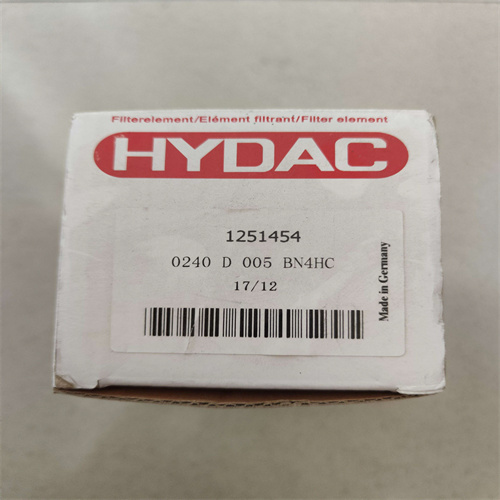 Filterelement/Elément filtrant/Filter element
HYDAC
1251454
0240 D 005 BN4HC
17/12
Made in Germany